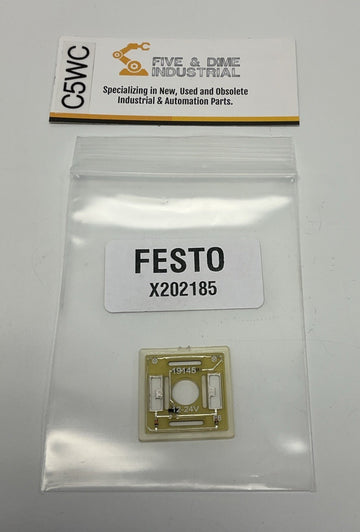 C5WC
FIVE & DIME
INDUSTRIAL
Specializing in New, Used and Obsolete
Industrial & Automation Parts.
FESTO
X202185
19145
12-24V